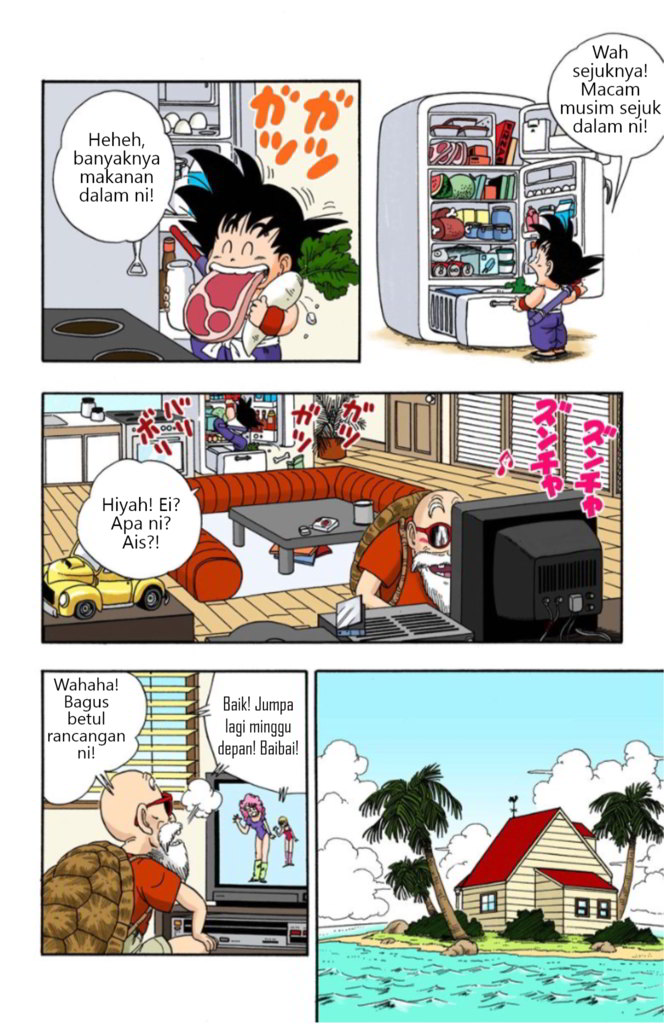 Wah
sejuknya!
Macam
musim sejuk
dalam ni!
Heheh,
banyaknya
makanan
dalam ni!
ガツ
ガツ
ズンチャ
ズンチャ
ガツ
ガツ
Hiyah! Ei?
Apa ni?
Ais?!
Baik! Jumpa
lagi minggu
depan! Baibai!
Wahaha!
Bagus
betul
rancangan
ni!